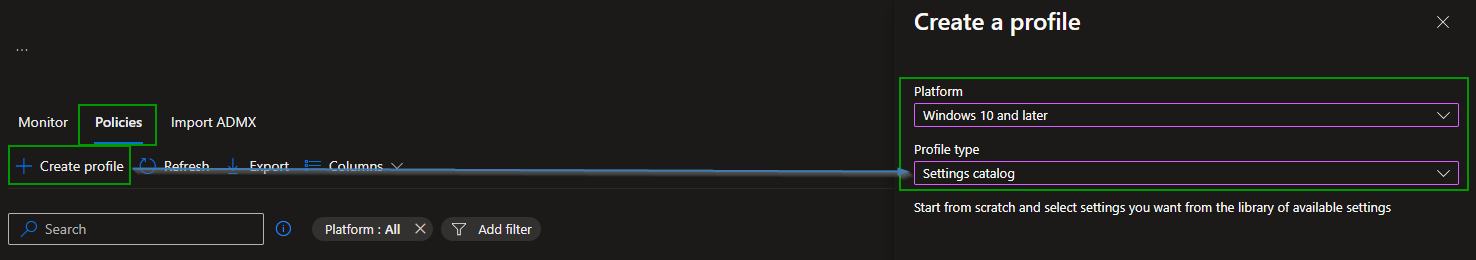 Create a profile
...
Platform
Windows 10 and later
Monitor Policies Import ADMX
Profile type
Create profile Refresh Export Columns
Settings catalog
Start from scratch and select settings you want from the library of available settings
Search Platform : All Add filter